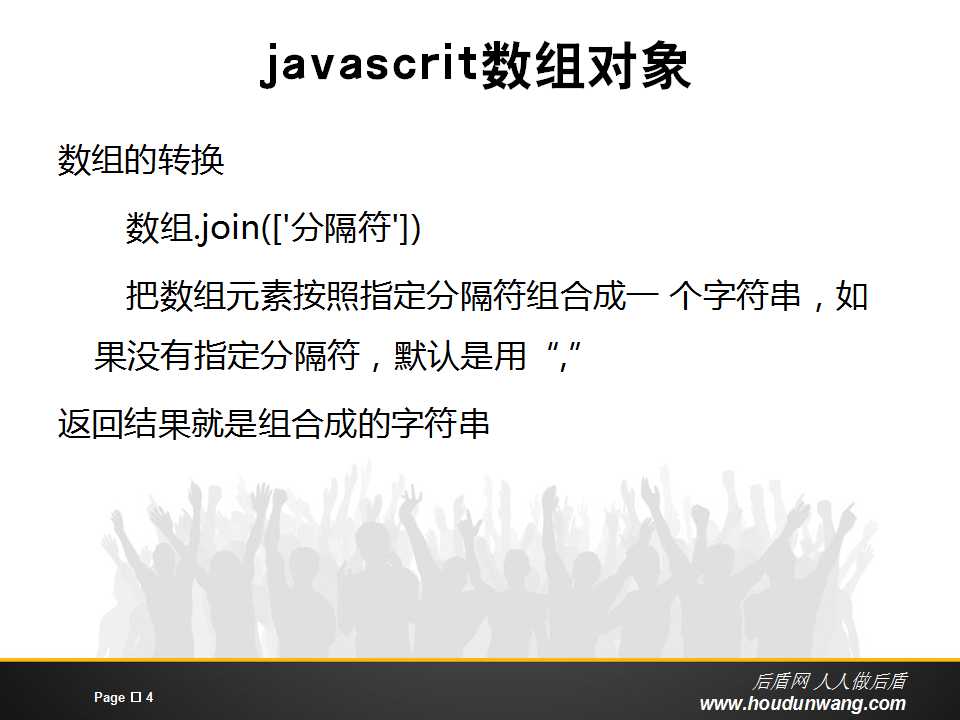 javascrit数组对象
数组的转换
数组.join(['分隔符'])
把数组元素按照指定分隔符组合成一 个字符串，如
果没有指定分隔符，默认是用“,”
返回结果就是组合成的字符串
后盾网 人人做后盾
Page □ 4
www.houdunwang.com